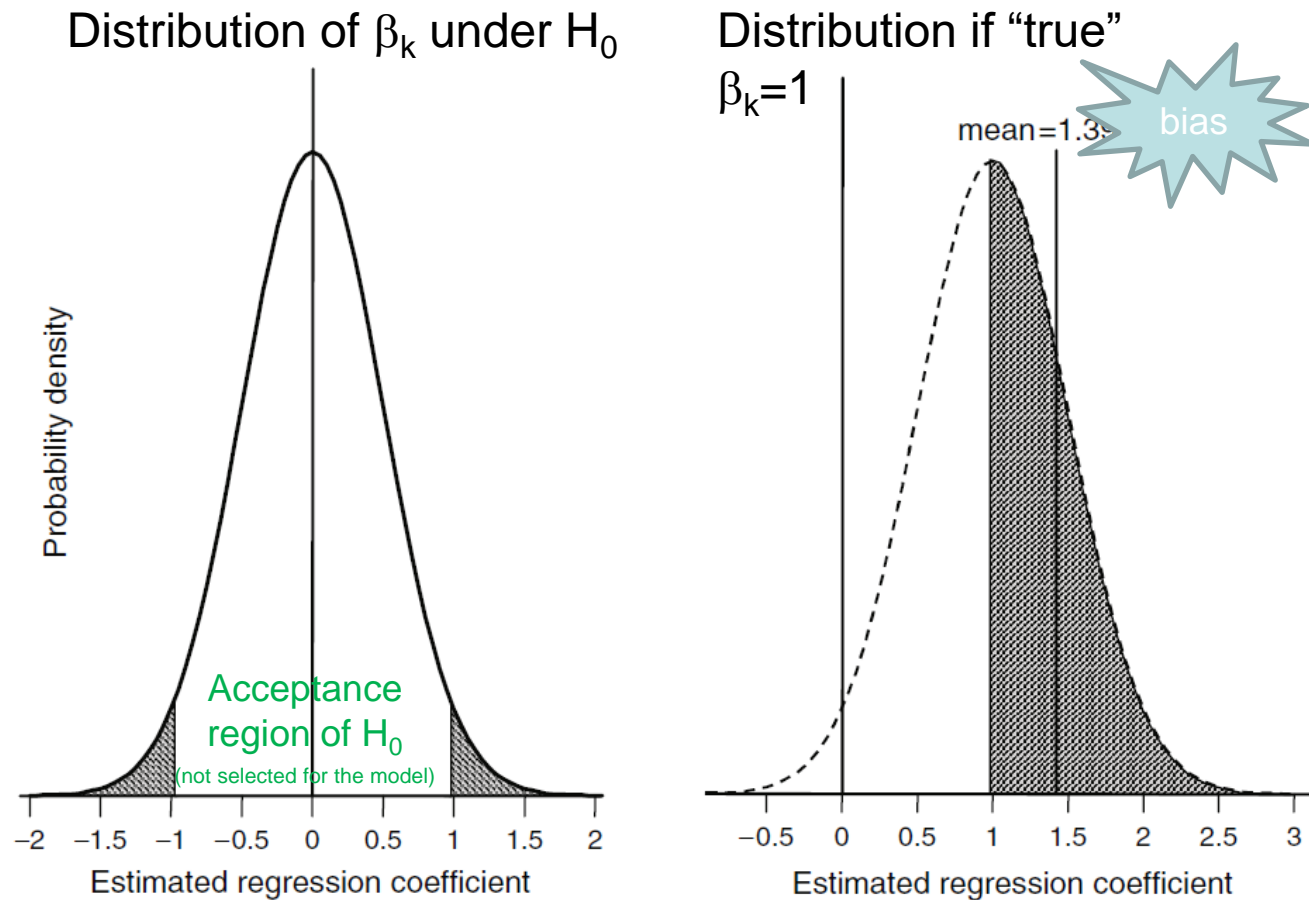 Distribution of βk under H0
Probability density
Acceptance
region of H0
(not selected for the model)
−2 −1.5 −1 −0.5 0 0.5 1 1.5 2
Estimated regression coefficient
Distribution if “true”
βk=1
bias
mean=1.39
−0.5 0 0.5 1 1.5 2 2.5 3
Estimated regression coefficient